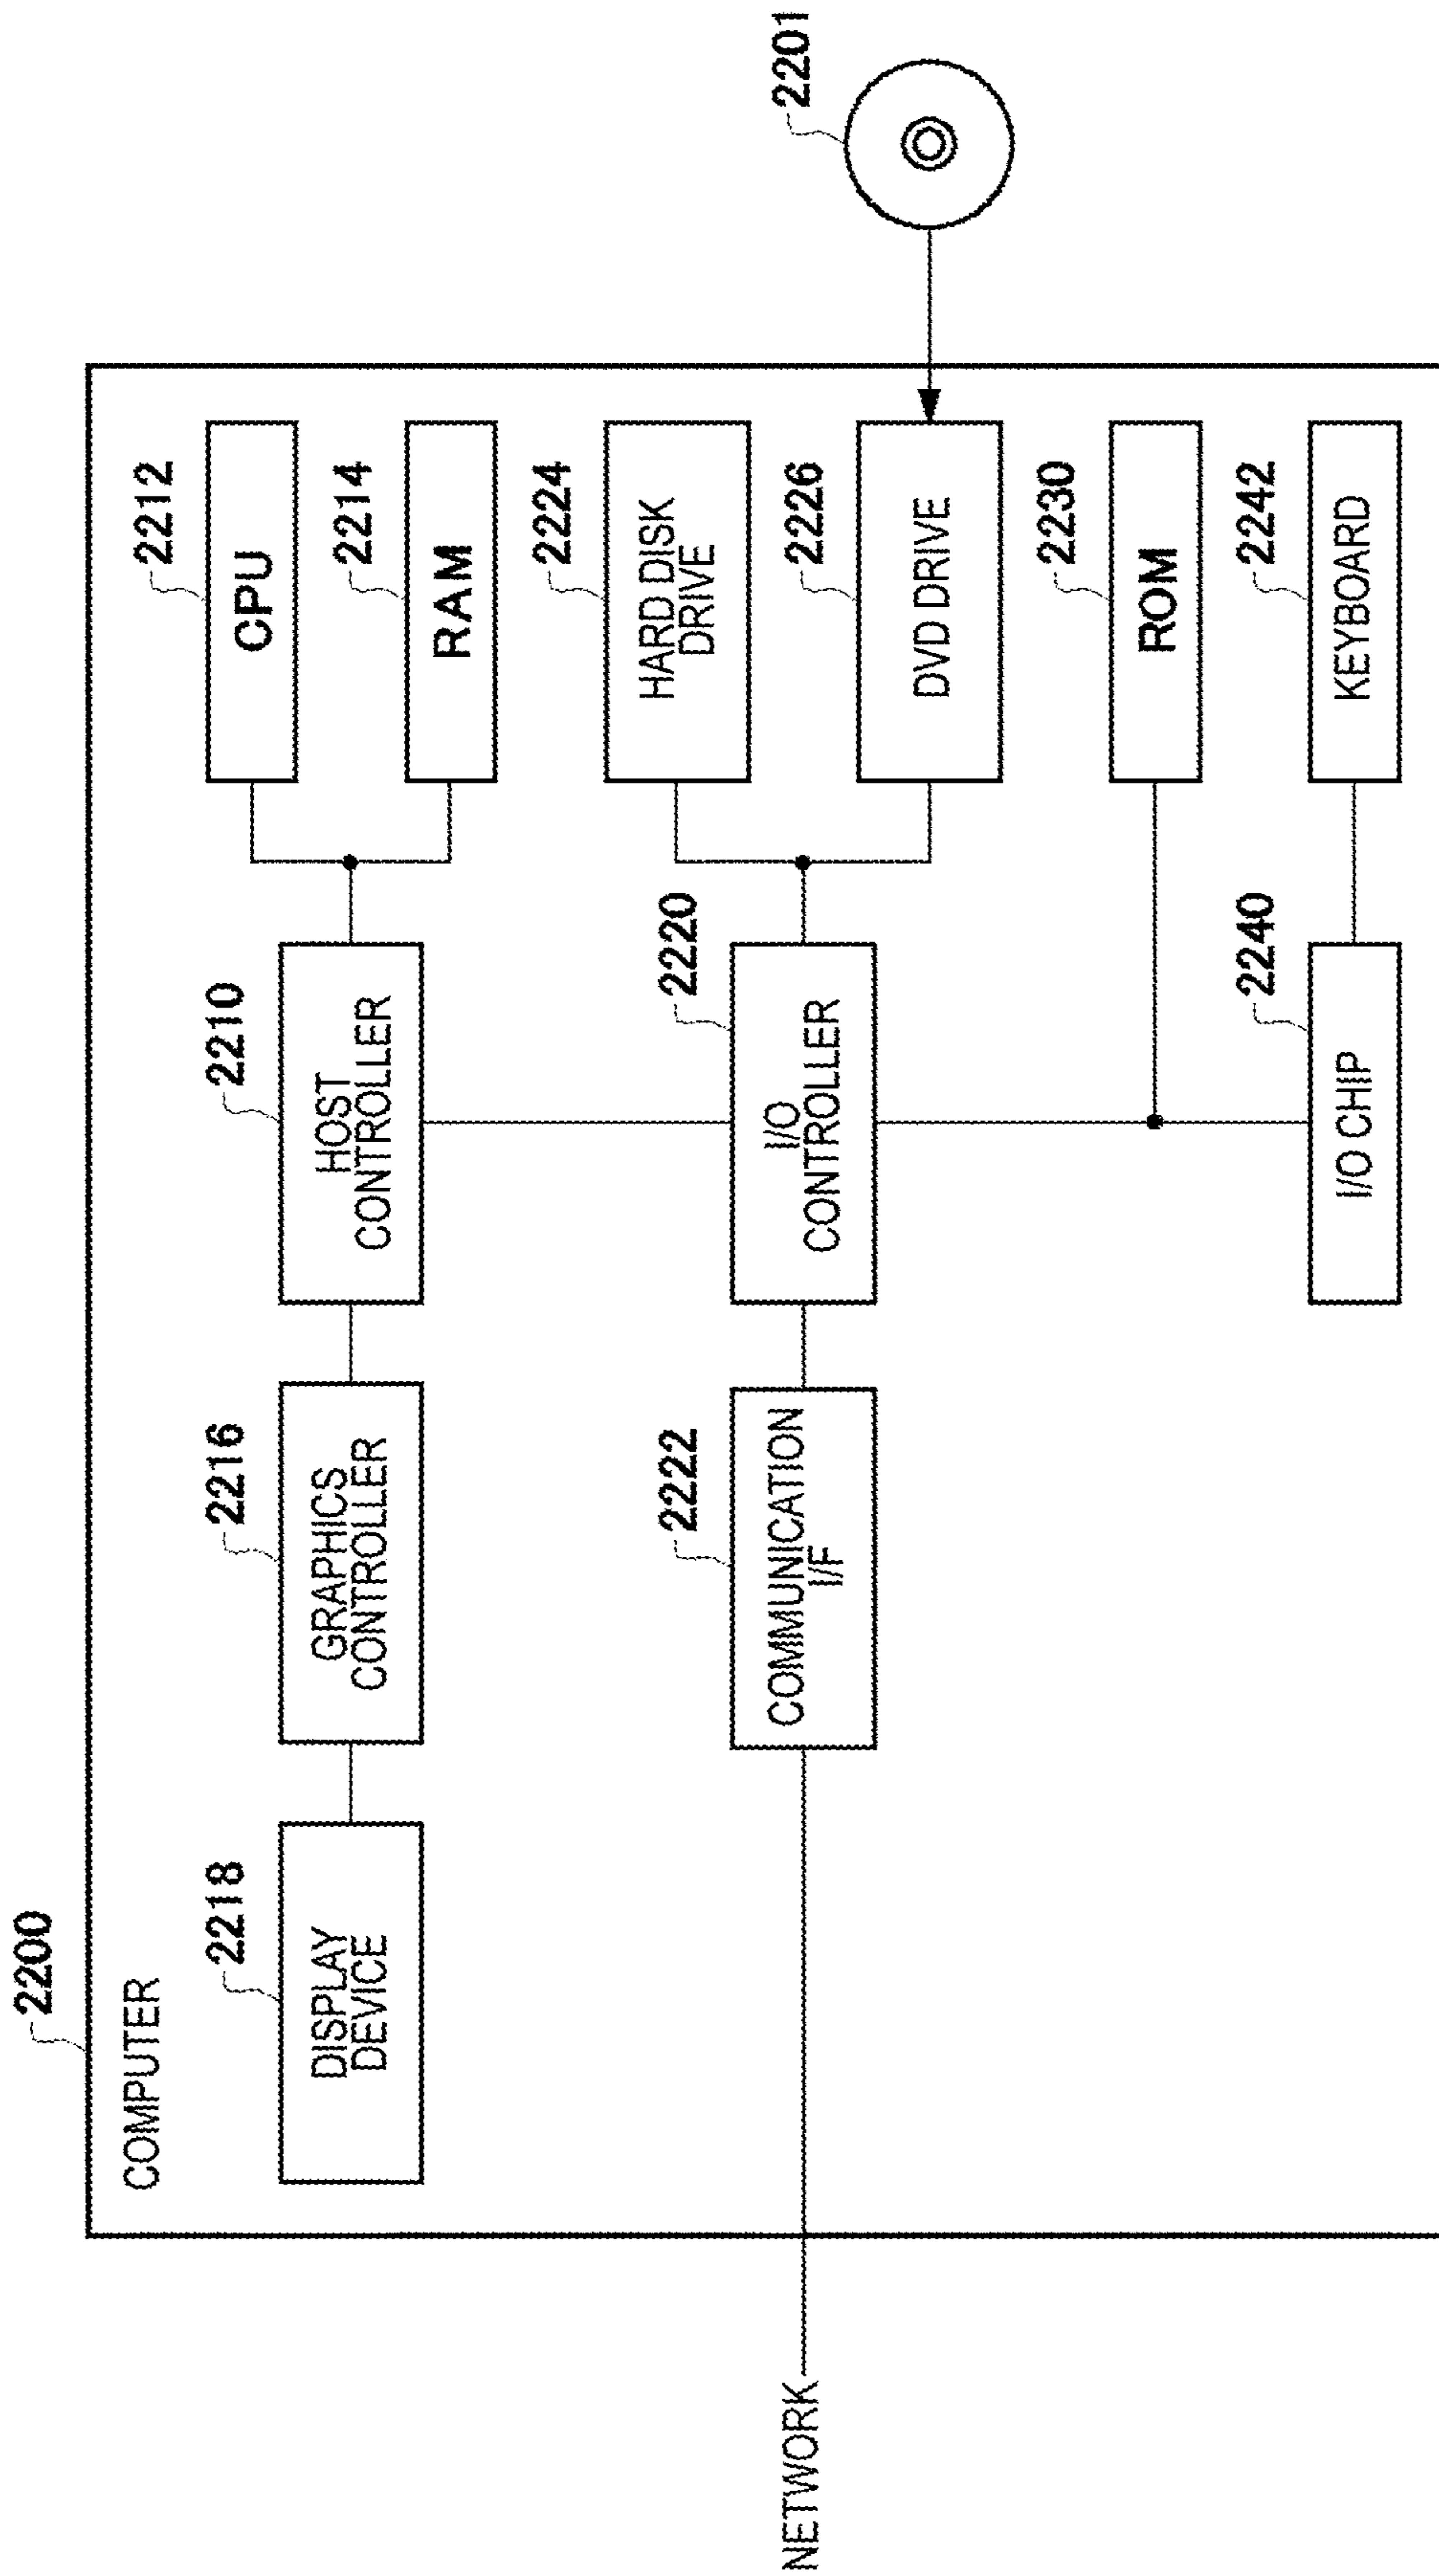 2200
COMPUTER
2218
DISPLAY
DEVICE
2216
GRAPHICS
CONTROLLER
2210
HOST
CONTROLLER
2212
CPU
2214
RAM
NETWORK
2222
COMMUNICATION
I/F
2220
I/O
CONTROLLER
2224
HARD DISK
DRIVE
2226
DVD DRIVE
2201
2230
ROM
2240
I/O CHIP
2242
KEYBOARD